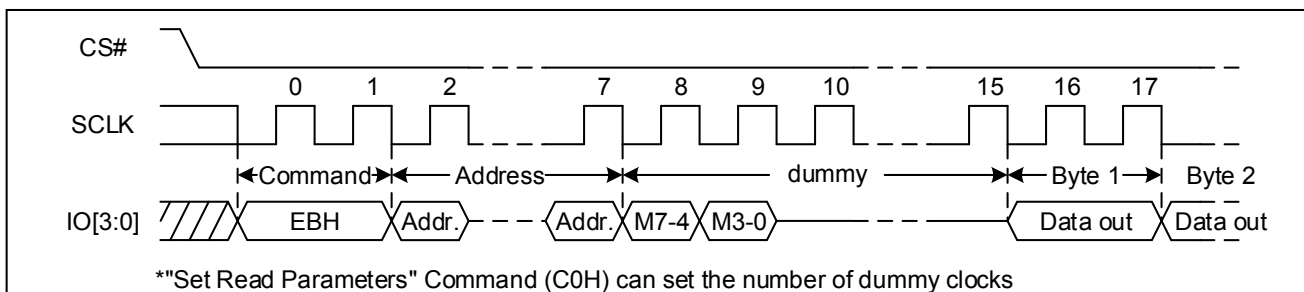 CS#
0 1 2 7 8 9 10 15 16 17
SCLK
Command Address dummy Byte 1 Byte 2
IO[3:0] EBH Addr. Addr. M7-4 M3-0 Data out Data out
*"Set Read Parameters" Command (C0H) can set the number of dummy clocks